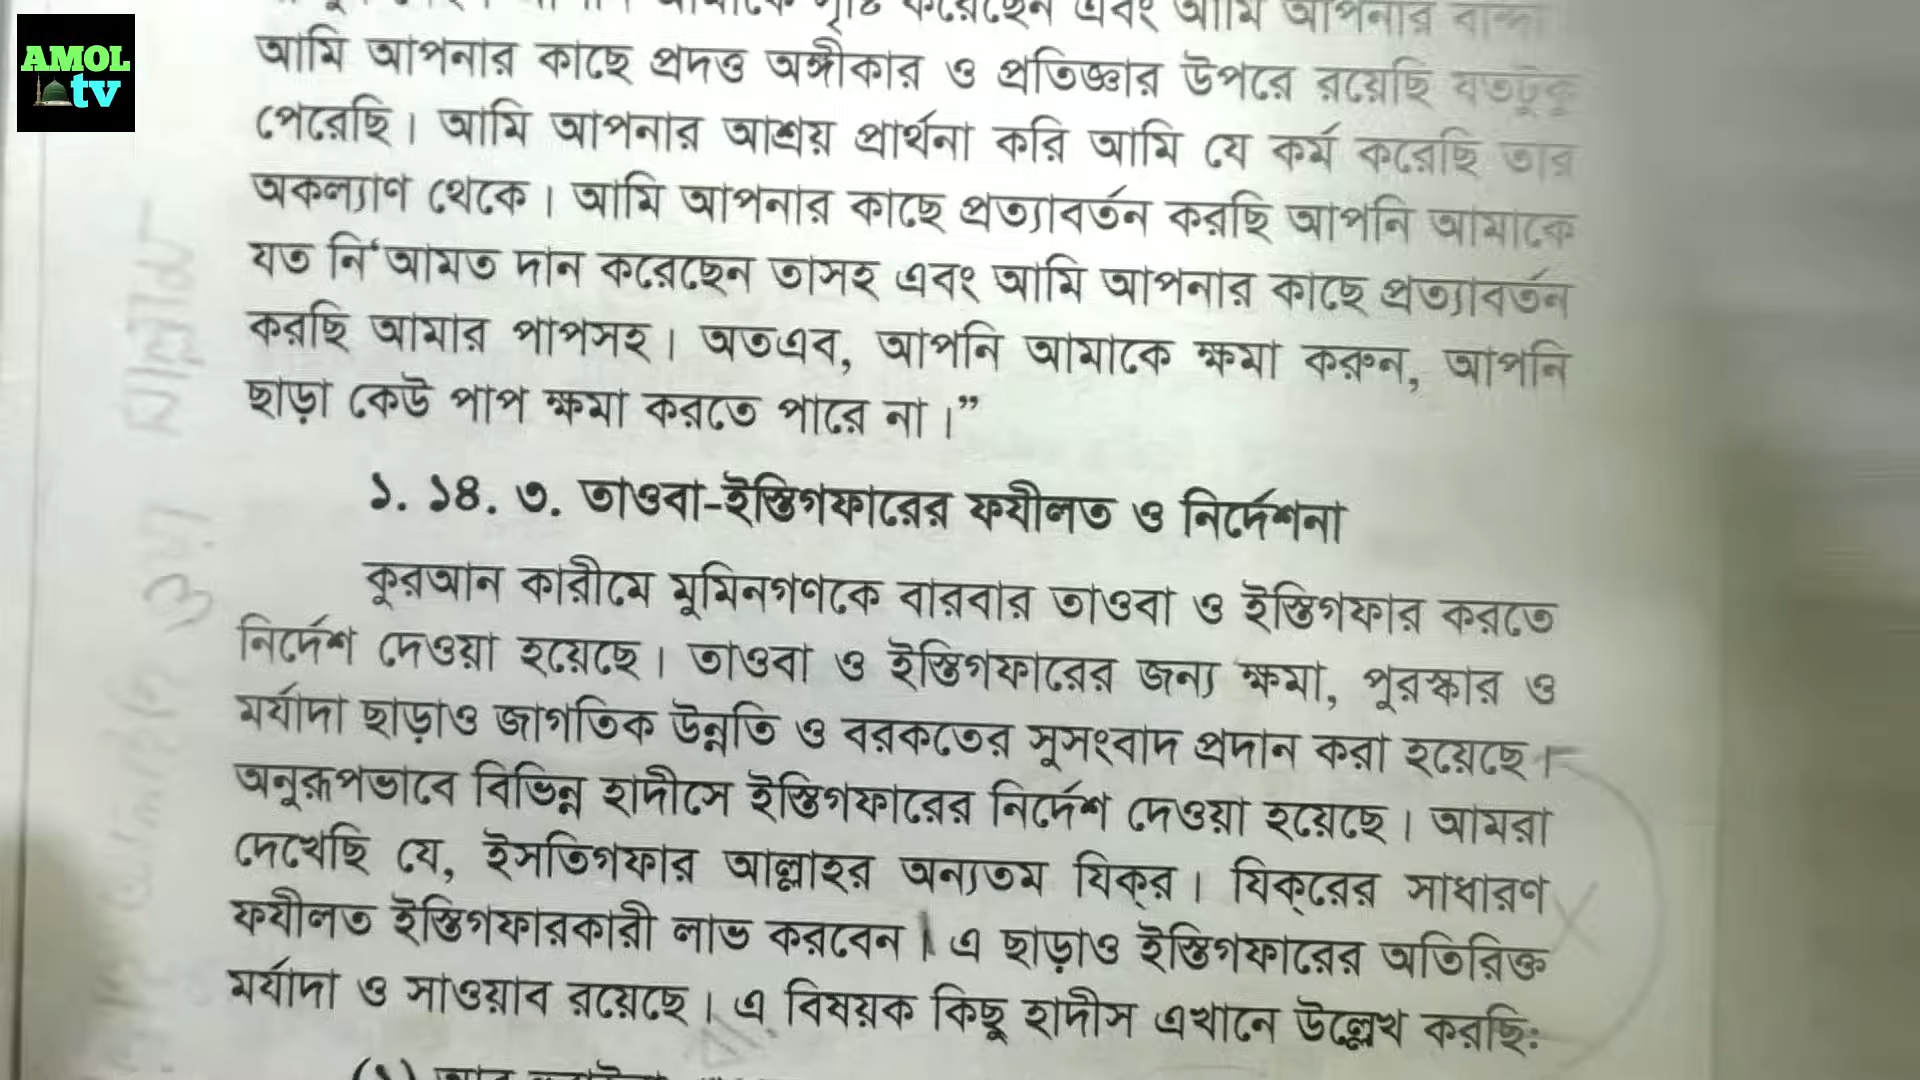 AMOL
tv
করেছেন এবং আমি আপনার বান্দা
আমি আপনার কাছে প্রদত্ত অঙ্গীকার ও প্রতিজ্ঞার উপরে রয়েছি যতটুকু
পেরেছি। আমি আপনার আশ্রয় প্রার্থনা করি আমি যে কর্ম করেছি তার
অকল্যাণ থেকে। আমি আপনার কাছে প্রত্যাবর্তন করছি আপনি আমাকে
যত নি‘আমত দান করেছেন তাসহ এবং আমি আপনার কাছে প্রত্যাবর্তন
করছি আমার পাপসহ। অতএব, আপনি আমাকে ক্ষমা করুন, আপনি
ছাড়া কেউ পাপ ক্ষমা করতে পারে না।”
১. ১৪. ৩. তাওবা-ইস্তিগফারের ফযীলত ও নির্দেশনা
কুরআন কারীমে মুমিনগণকে বারবার তাওবা ও ইস্তিগফার করতে
নির্দেশ দেওয়া হয়েছে। তাওবা ও ইস্তিগফারের জন্য ক্ষমা, পুরস্কার ও
মর্যাদা ছাড়াও জাগতিক উন্নতি ও বরকতের সুসংবাদ প্রদান করা হয়েছে।
অনুরূপভাবে বিভিন্ন হাদীসে ইস্তিগফারের নির্দেশ দেওয়া হয়েছে। আমরা
দেখেছি যে, ইসতিগফার আল্লাহর অন্যতম যিক্‌র। যিক্‌রের সাধারণ
ফযীলত ইস্তিগফারকারী লাভ করবেন। এ ছাড়াও ইস্তিগফারের অতিরিক্ত
মর্যাদা ও সাওয়াব রয়েছে। এ বিষয়ক কিছু হাদীস এখানে উল্লেখ করছি: